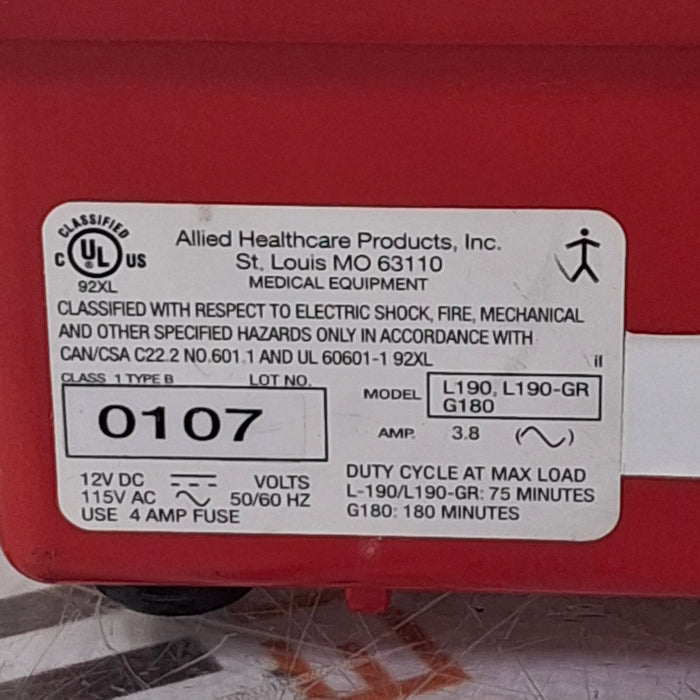 CLASSIFIED
C UL US
®
92XL
Allied Healthcare Products, Inc.
St. Louis MO 63110
MEDICAL EQUIPMENT
CLASSIFIED WITH RESPECT TO ELECTRIC SHOCK, FIRE, MECHANICAL
AND OTHER SPECIFIED HAZARDS ONLY IN ACCORDANCE WITH
CAN/CSA C22.2 NO.601.1 AND UL 60601-1 92XL
CLASS 1 TYPE B LOT NO.
0107
MODEL L190, L190-GR
G180
AMP. 3.8
12V DC VOLTS
115V AC 50/60 HZ
USE 4 AMP FUSE
DUTY CYCLE AT MAX LOAD
L-190/L190-GR: 75 MINUTES
G180: 180 MINUTES